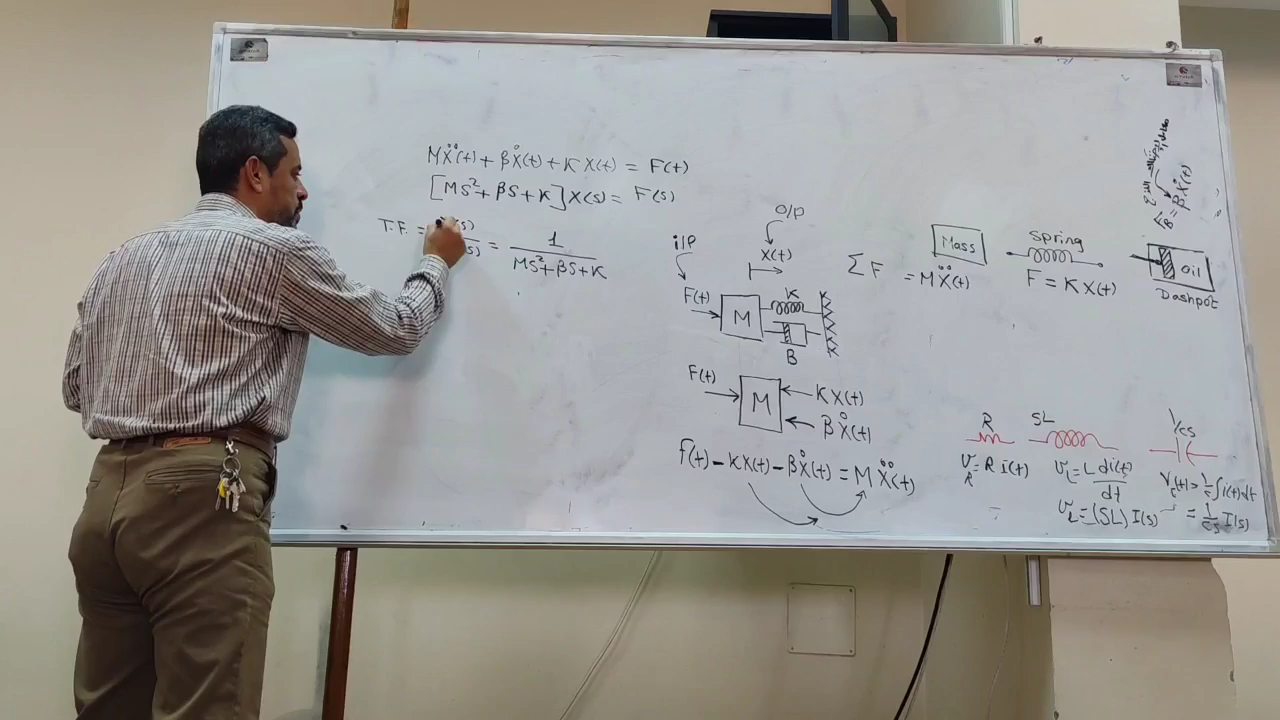 MẌ(t) + βẊ(t) + K X(t) = F(t)
[MS² + βS + K] X(s) = F(s)
T.F. = (s) = 1
(s) MS² + βS + K
i/P
O/P
X(t)
F(t)
M
K
B
F(t)
M
K X(t)
βẊ(t)
F(t) - KX(t) - βẊ(t) = M Ẍ(t)
Σ F = MẌ(t)
Mass
Spring
F = K X(t)
F_B = βẊ(t)
Oil
Dashpot
R
V_R = R I(t)
SL
V_L = L di(t)/dt
V_L = (SL) I(s)
1/CS
V_C(t) = 1/C ∫ i(t) dt
= 1/CS I(s)